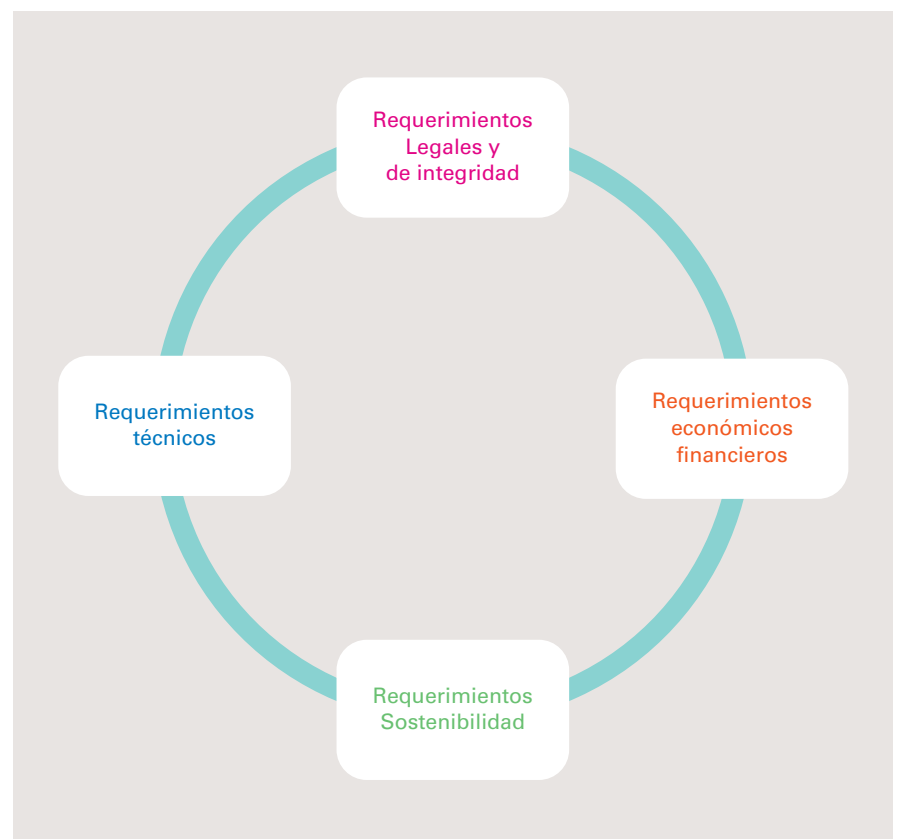 Requerimientos
Legales y
de integridad
Requerimientos
técnicos
Requerimientos
económicos
financieros
Requerimientos
Sostenibilidad